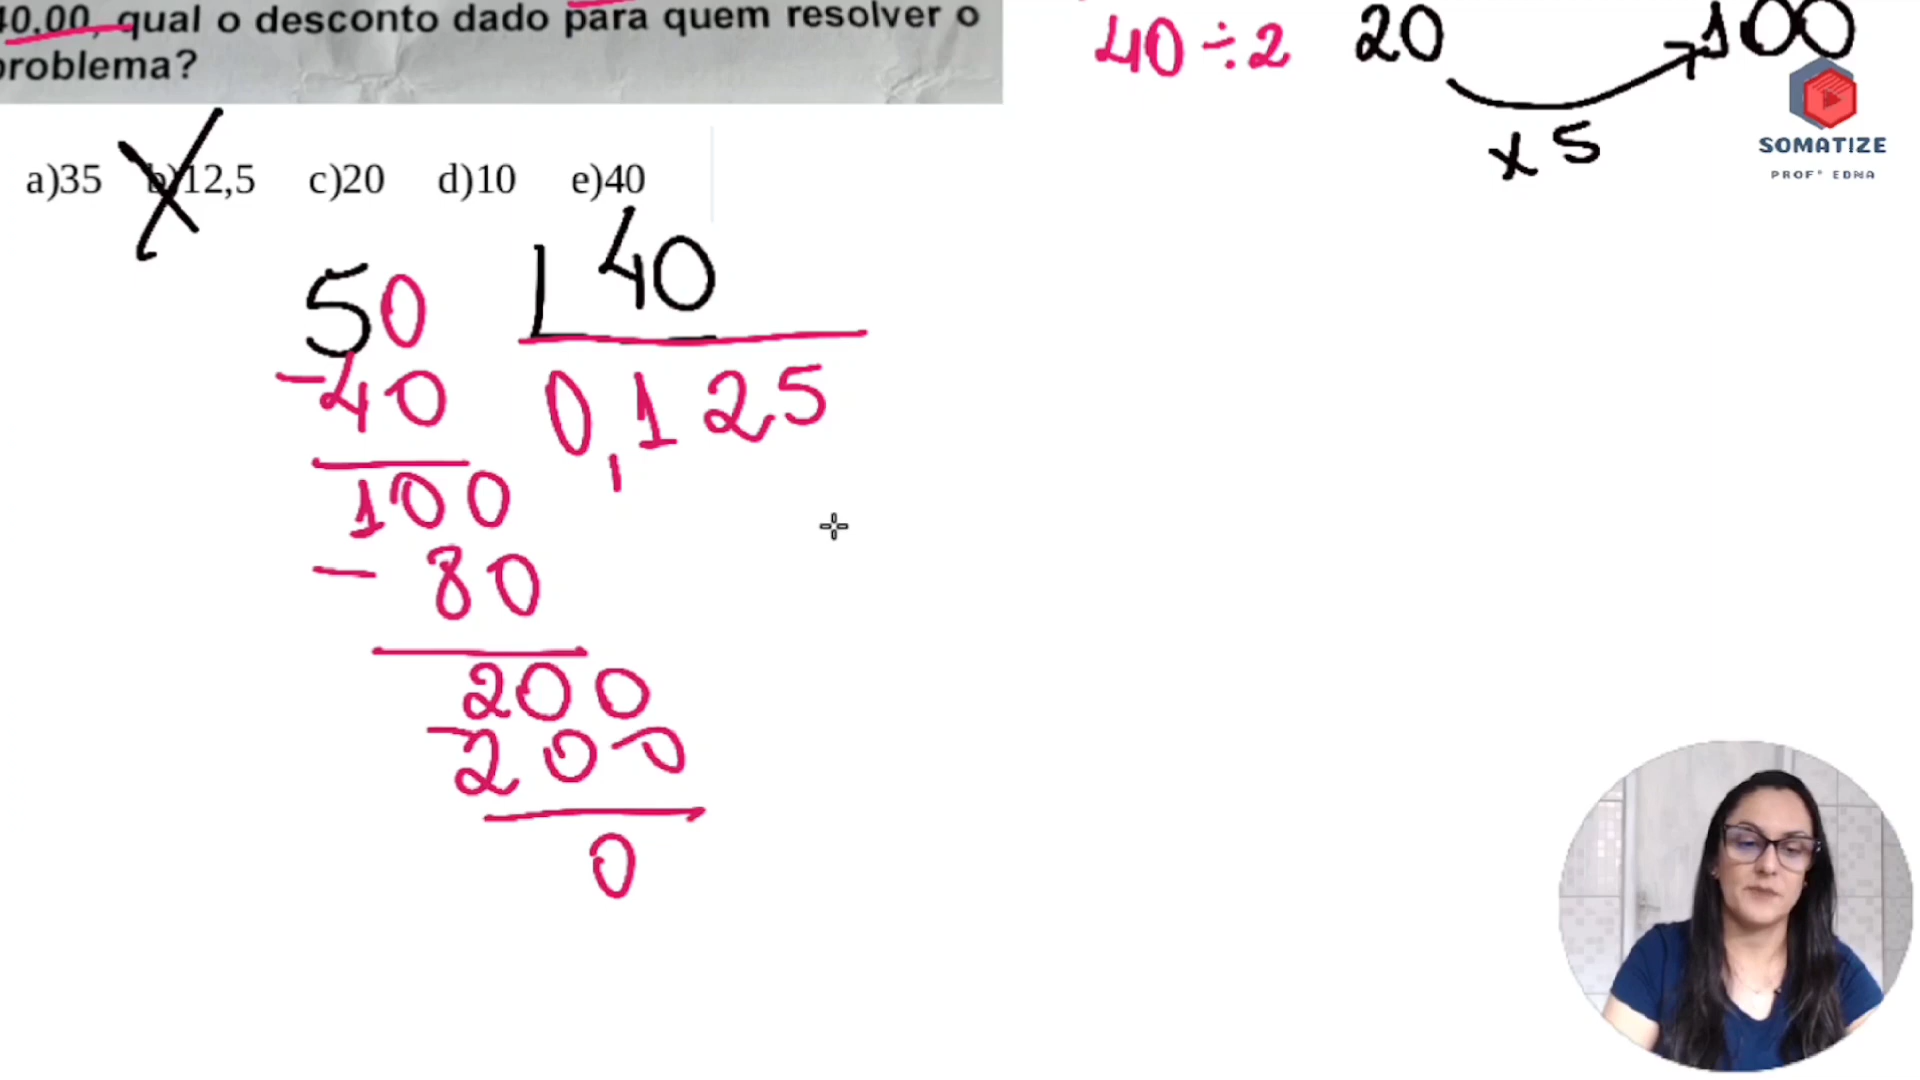 40,00, qual o desconto dado para quem resolver o
problema?
40 ÷ 2 20 100
x 5
SOMATIZE
PROFª EDNA
a)35 b)12,5 c)20 d)10 e)40
50 40
-40 0,125
100
- 80
200
-200
0